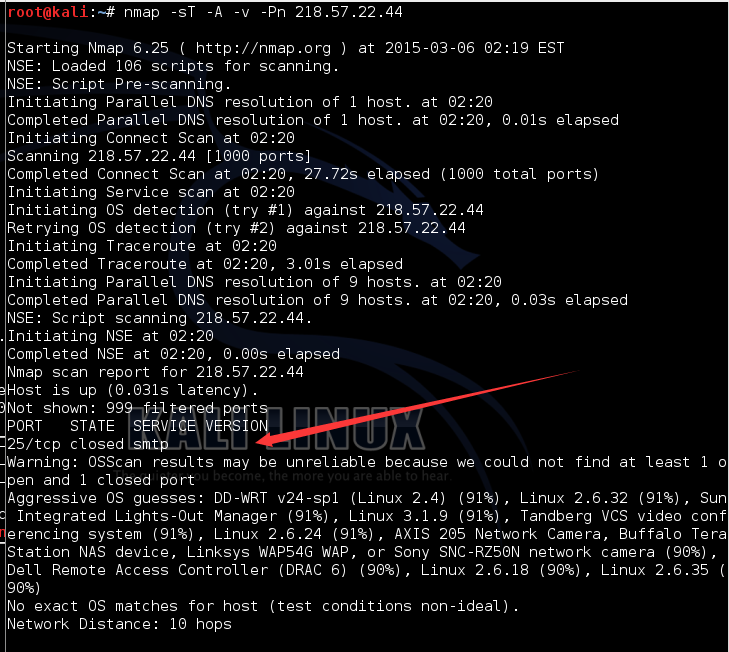 root@kali:~# nmap -sT -A -v -Pn 218.57.22.44
Starting Nmap 6.25 ( http://nmap.org ) at 2015-03-06 02:19 EST
NSE: Loaded 106 scripts for scanning.
NSE: Script Pre-scanning.
Initiating Parallel DNS resolution of 1 host. at 02:20
Completed Parallel DNS resolution of 1 host. at 02:20, 0.01s elapsed
Initiating Connect Scan at 02:20
Scanning 218.57.22.44 [1000 ports]
Completed Connect Scan at 02:20, 27.72s elapsed (1000 total ports)
Initiating Service scan at 02:20
Initiating OS detection (try #1) against 218.57.22.44
Retrying OS detection (try #2) against 218.57.22.44
Initiating Traceroute at 02:20
Completed Traceroute at 02:20, 3.01s elapsed
Initiating Parallel DNS resolution of 9 hosts. at 02:20
Completed Parallel DNS resolution of 9 hosts. at 02:20, 0.03s elapsed
NSE: Script scanning 218.57.22.44.
Initiating NSE at 02:20
Completed NSE at 02:20, 0.00s elapsed
Nmap scan report for 218.57.22.44
Host is up (0.031s latency).
Not shown: 999 filtered ports
PORT   STATE  SERVICE VERSION
KALI LINUX
25/tcp closed smtp
Warning: OSScan results may be unreliable because we could not find at least 1 o
pen and 1 closed port
the more you are able to hear.
Aggressive OS guesses: DD-WRT v24-sp1 (Linux 2.4) (91%), Linux 2.6.32 (91%), Sun
 Integrated Lights-Out Manager (91%), Linux 3.1.9 (91%), Tandberg VCS video conf
erencing system (91%), Linux 2.6.24 (91%), AXIS 205 Network Camera, Buffalo Tera
Station NAS device, Linksys WAP54G WAP, or Sony SNC-RZ50N network camera (90%),
Dell Remote Access Controller (DRAC 6) (90%), Linux 2.6.18 (90%), Linux 2.6.35 (
90%)
No exact OS matches for host (test conditions non-ideal).
Network Distance: 10 hops